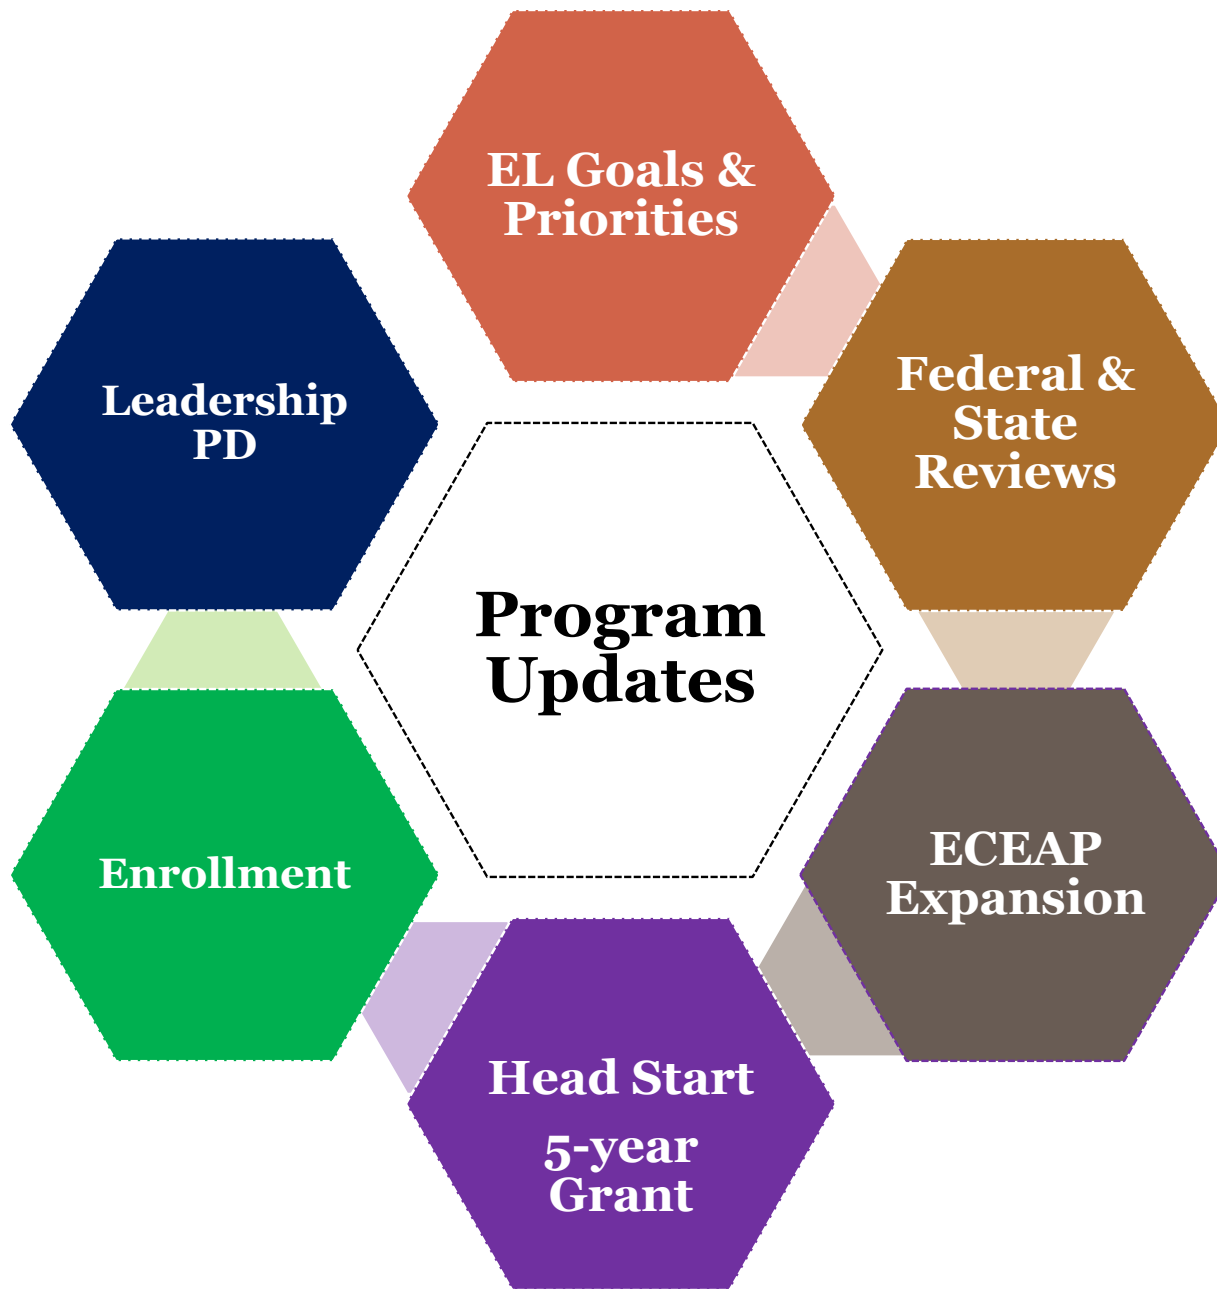 EL Goals &
Priorities
Federal &
State
Reviews
Leadership
PD
Program
Updates
ECEAP
Expansion
Enrollment
Head Start
5-year
Grant